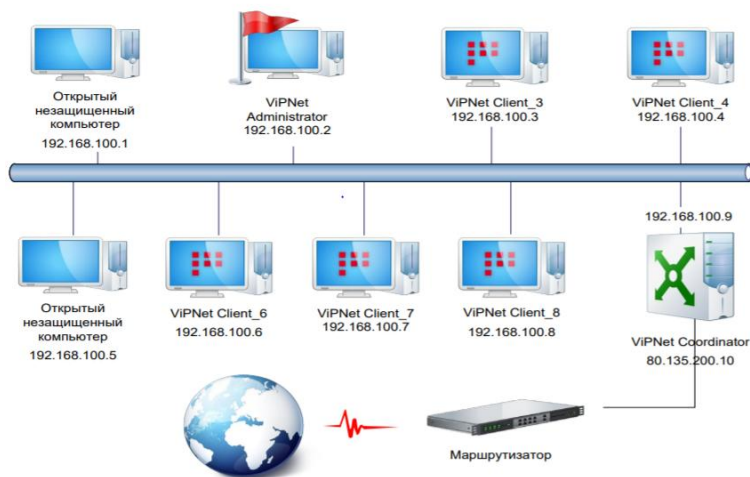 Открытый
незащищенный
компьютер
192.168.100.1
ViPNet
Administrator
192.168.100.2
ViPNet Client_3
192.168.100.3
ViPNet Client_4
192.168.100.4
Открытый
незащищенный
компьютер
192.168.100.5
ViPNet Client_6
192.168.100.6
ViPNet Client_7
192.168.100.7
ViPNet Client_8
192.168.100.8
192.168.100.9
ViPNet Coordinator
80.135.200.10
Маршрутизатор